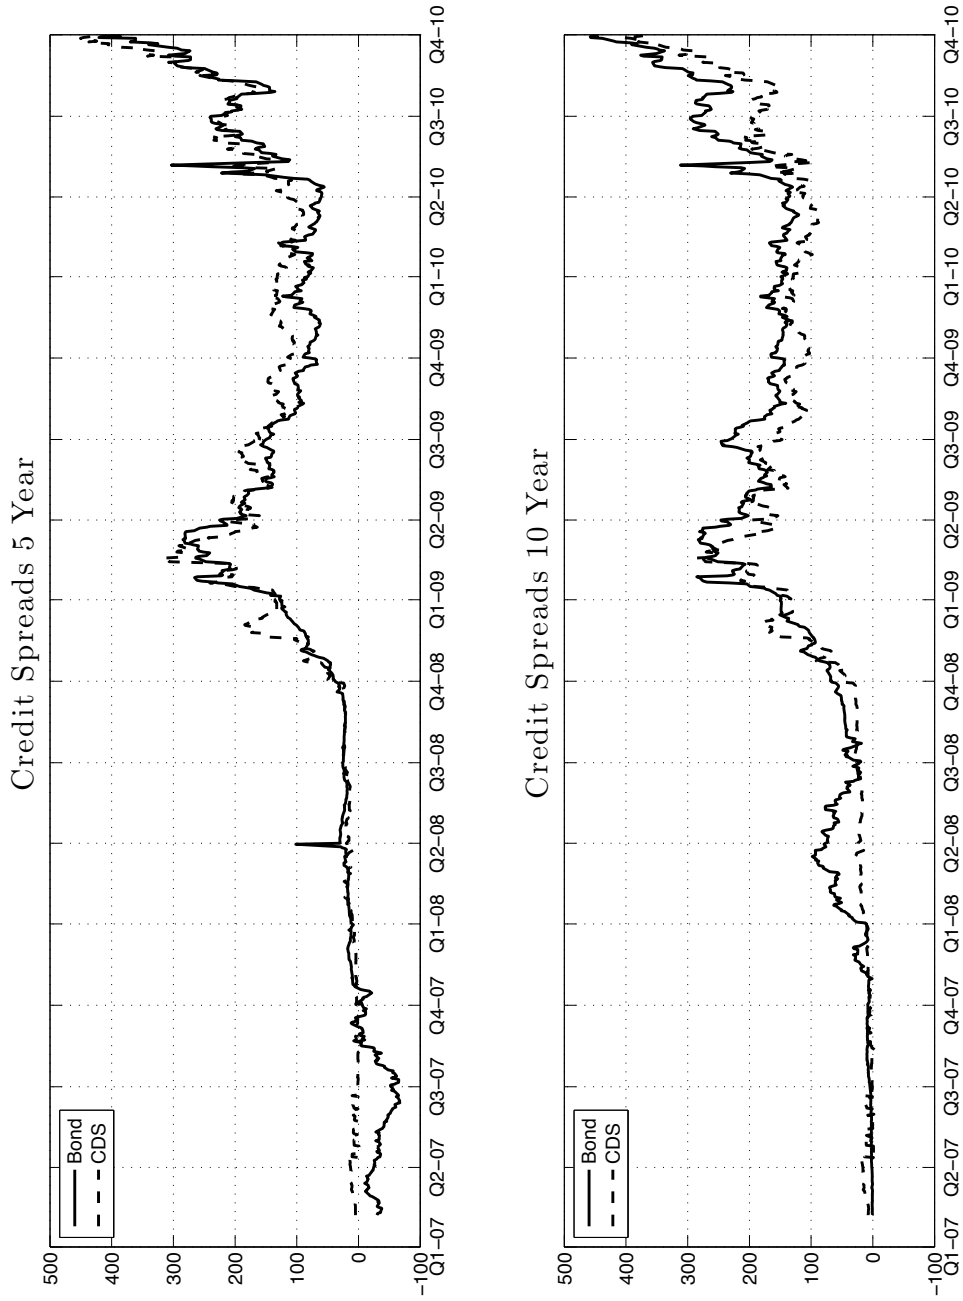 Credit Spreads 5 Year
500
400
300
200
100
0
−100
Bond
CDS
Q1−07
Q2−07
Q3−07
Q4−07
Q1−08
Q2−08
Q3−08
Q4−08
Q1−09
Q2−09
Q3−09
Q4−09
Q1−10
Q2−10
Q3−10
Q4−10
Credit Spreads 10 Year
500
400
300
200
100
0
−100
Bond
CDS
Q1−07
Q2−07
Q3−07
Q4−07
Q1−08
Q2−08
Q3−08
Q4−08
Q1−09
Q2−09
Q3−09
Q4−09
Q1−10
Q2−10
Q3−10
Q4−10